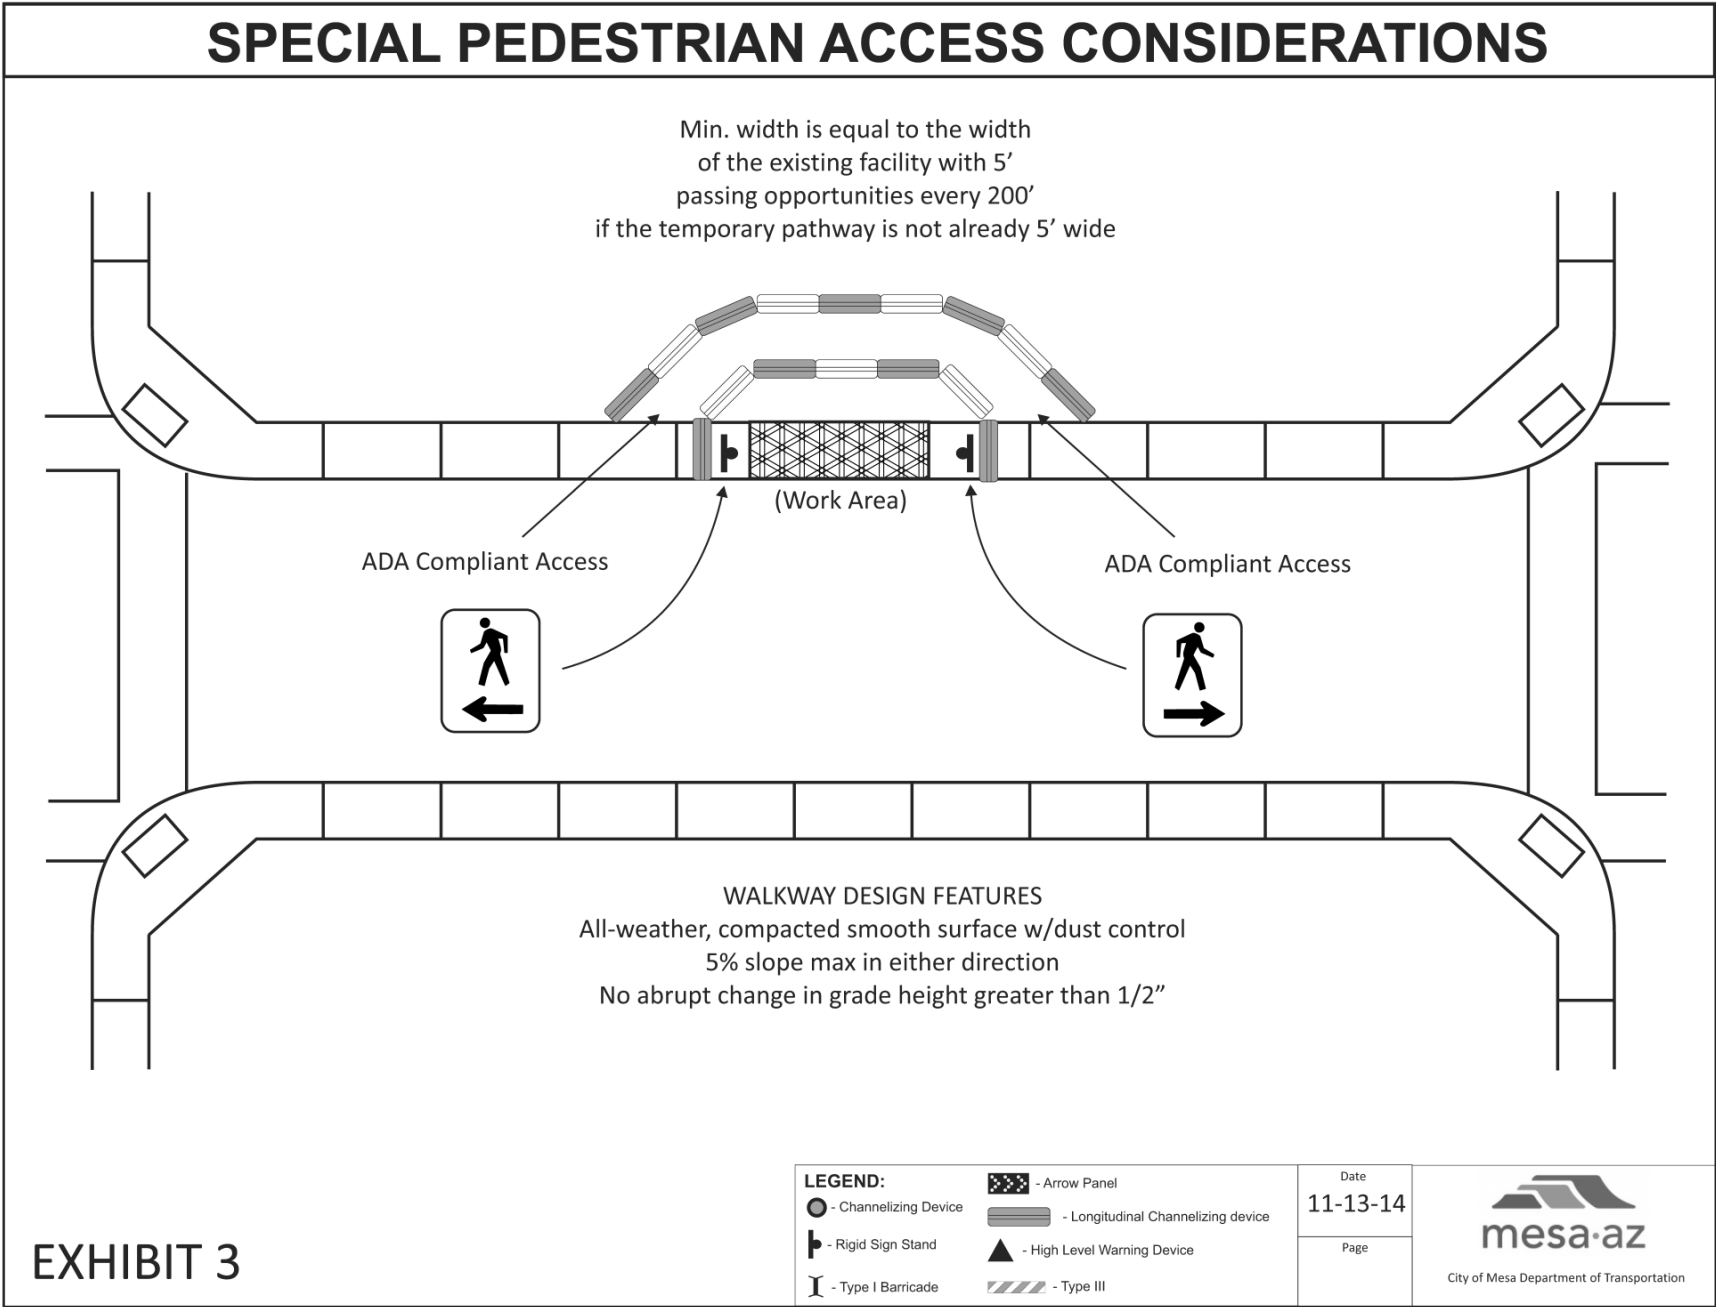 SPECIAL PEDESTRIAN ACCESS CONSIDERATIONS
Min. width is equal to the width
of the existing facility with 5’
passing opportunities every 200’
if the temporary pathway is not already 5’ wide
(Work Area)
ADA Compliant Access
ADA Compliant Access
WALKWAY DESIGN FEATURES
All-weather, compacted smooth surface w/dust control
5% slope max in either direction
No abrupt change in grade height greater than 1/2”
EXHIBIT 3
LEGEND:
- Channelizing Device
- Rigid Sign Stand
- Type I Barricade
- Arrow Panel
- Longitudinal Channelizing device
- High Level Warning Device
- Type III
Date
11-13-14
Page
mesa·az
City of Mesa Department of Transportation